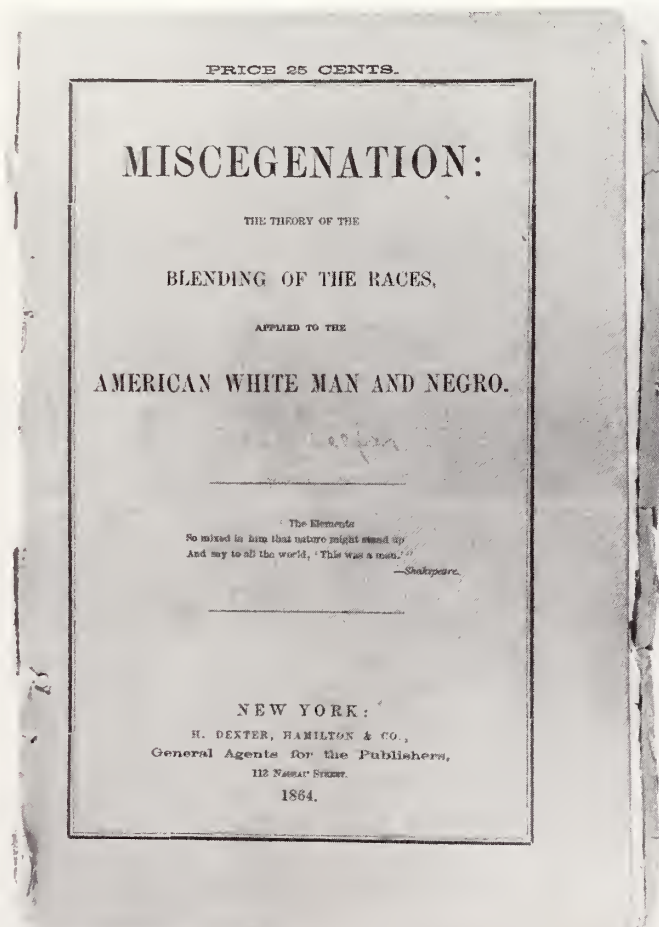 PRICE 25 CENTS.
MISCEGENATION:
THE THEORY OF THE
BLENDING OF THE RACES,
APPLIED TO THE
AMERICAN WHITE MAN AND NEGRO.
" The Elements
So mixed in him that nature might stand up
And say to all the world, 'This was a man.'"
—Shakspeare.
NEW YORK:
H. DEXTER, HAMILTON & CO.,
General Agents for the Publishers,
112 NASSAU STREET.
1864.